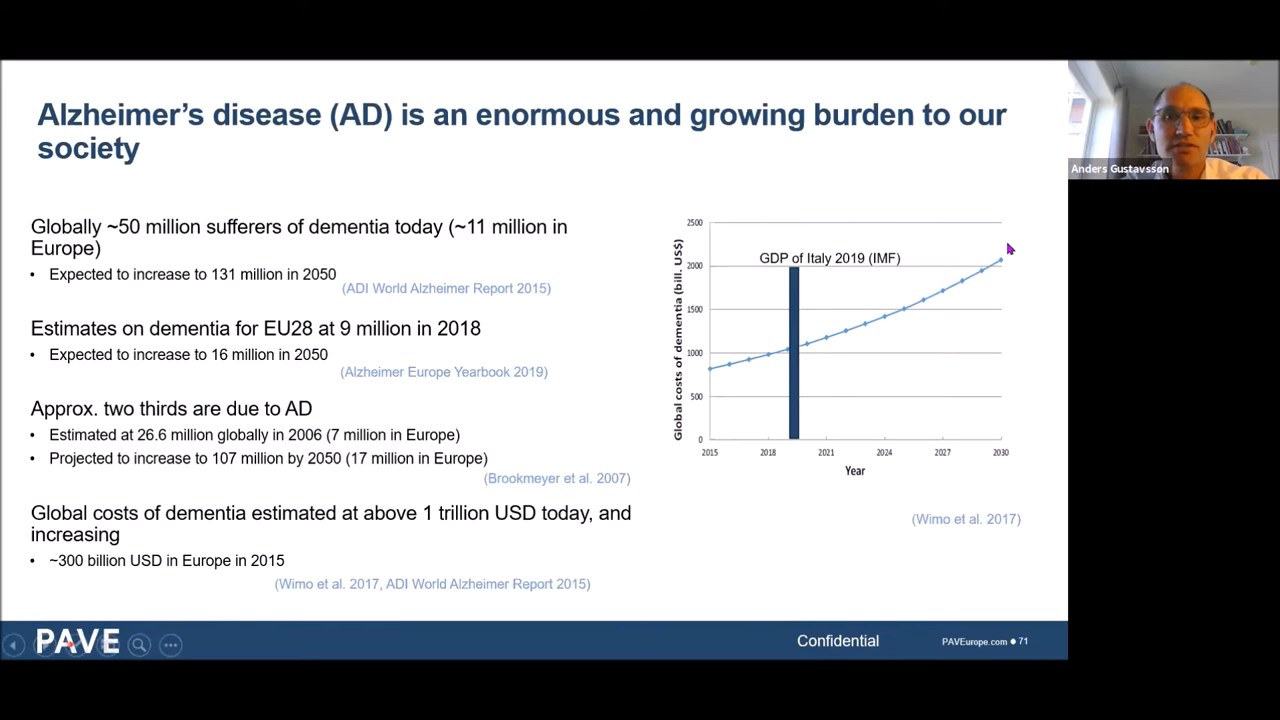 Alzheimer's disease (AD) is an enormous and growing burden to our
society
Anders Gustavsson
Globally ~50 million sufferers of dementia today (~11 million in
Europe)
• Expected to increase to 131 million in 2050
(ADI World Alzheimer Report 2015)
Estimates on dementia for EU28 at 9 million in 2018
• Expected to increase to 16 million in 2050
(Alzheimer Europe Yearbook 2019)
Approx. two thirds are due to AD
• Estimated at 26.6 million globally in 2006 (7 million in Europe)
• Projected to increase to 107 million by 2050 (17 million in Europe)
(Brookmeyer et al. 2007)
Global costs of dementia estimated at above 1 trillion USD today, and
increasing
• ~300 billion USD in Europe in 2015
(Wimo et al. 2017, ADI World Alzheimer Report 2015)
Global costs of dementia (bill. US$)
2500
GDP of Italy 2019 (IMF)
2000
1500
1000
500
0
2015 2018 2021 2024 2027 2030
Year
(Wimo et al. 2017)
PAVE
Confidential
PAVEurope.com ● 71